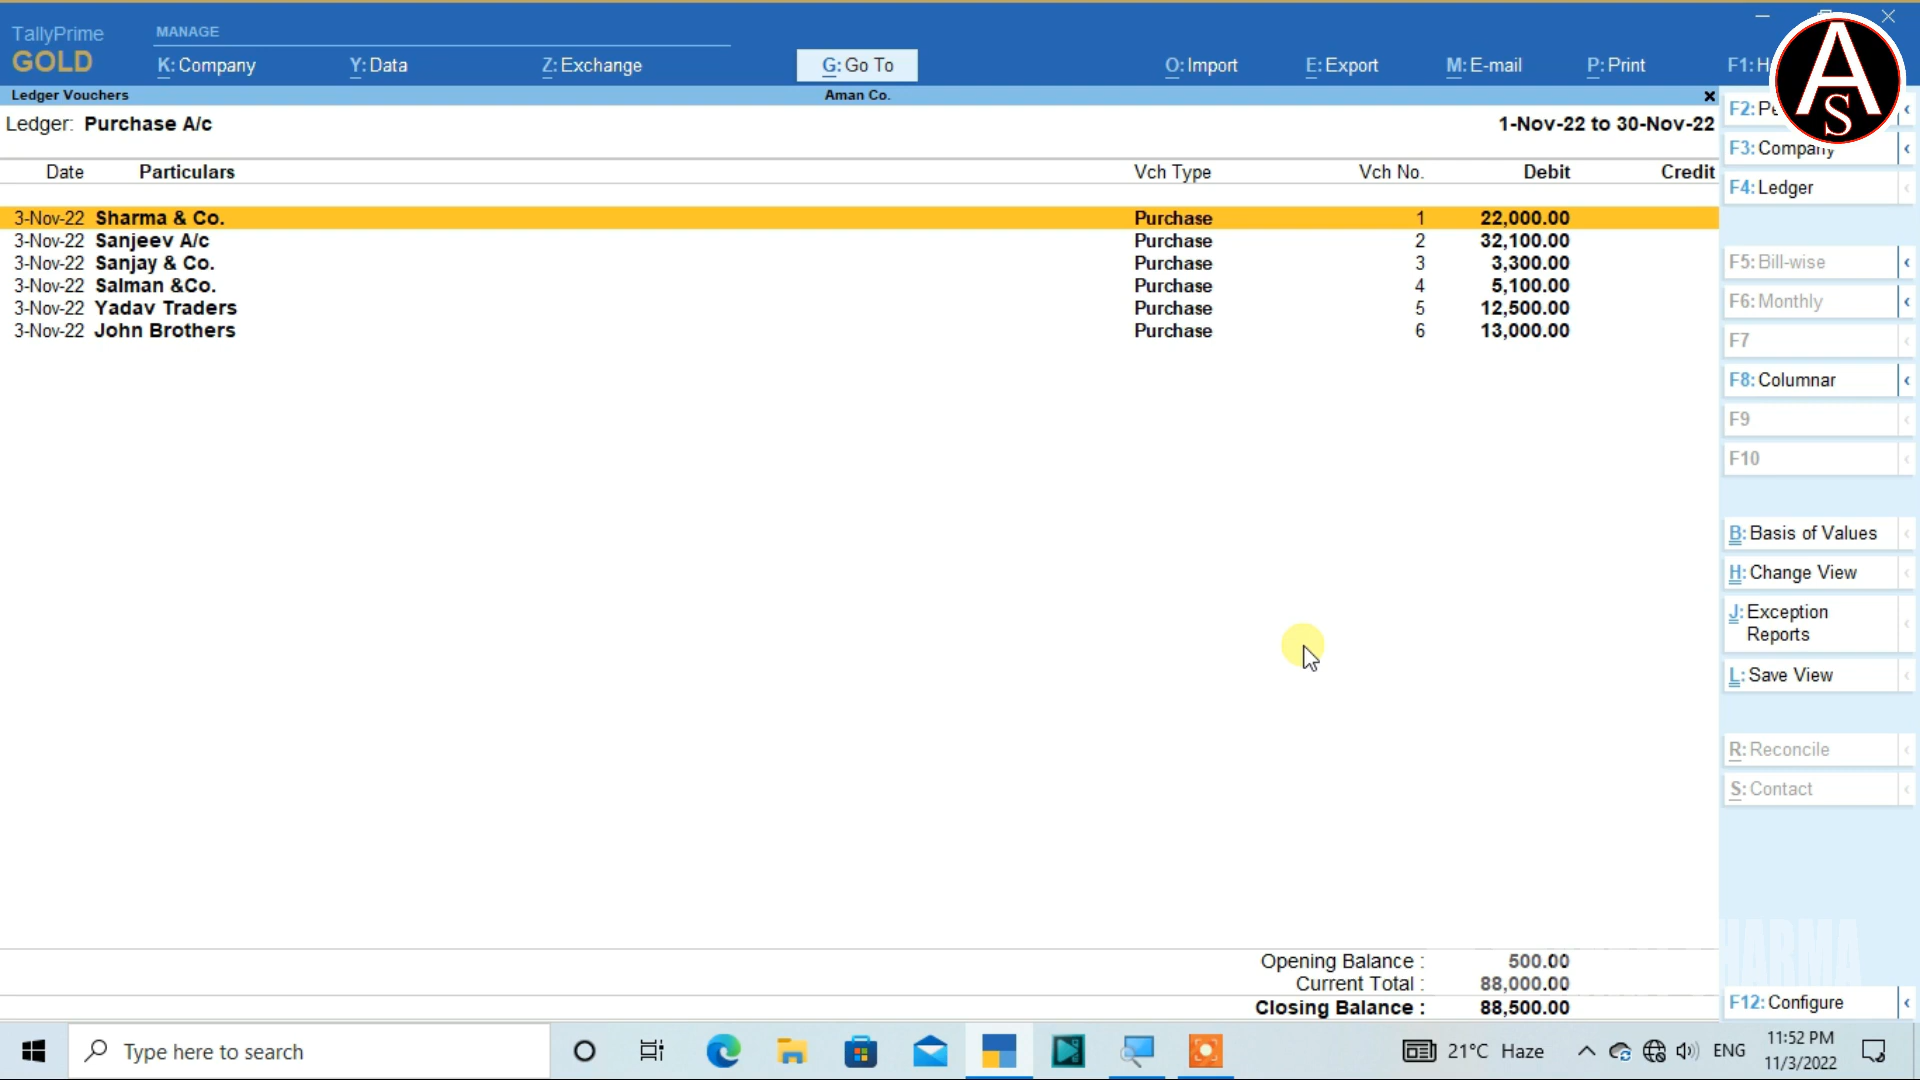 TallyPrime
GOLD
MANAGE
K: Company
Y: Data
Z: Exchange
G: Go To
O: Import
E: Export
M: E-mail
P: Print
F1: H
A
S
Ledger Vouchers
Aman Co.
Ledger: Purchase A/c
1-Nov-22 to 30-Nov-22
Date Particulars Vch Type Vch No. Debit Credit
3-Nov-22 Sharma & Co. Purchase 1 22,000.00
3-Nov-22 Sanjeev A/c Purchase 2 32,100.00
3-Nov-22 Sanjay & Co. Purchase 3 3,300.00
3-Nov-22 Salman &Co. Purchase 4 5,100.00
3-Nov-22 Yadav Traders Purchase 5 12,500.00
3-Nov-22 John Brothers Purchase 6 13,000.00
Opening Balance : 500.00
Current Total : 88,000.00
Closing Balance : 88,500.00
F2: Pe
F3: Company
F4: Ledger
F5: Bill-wise
F6: Monthly
F7
F8: Columnar
F9
F10
B: Basis of Values
H: Change View
J: Exception
Reports
L: Save View
R: Reconcile
S: Contact
F12: Configure
Type here to search
21°C Haze
ENG
11:52 PM
11/3/2022